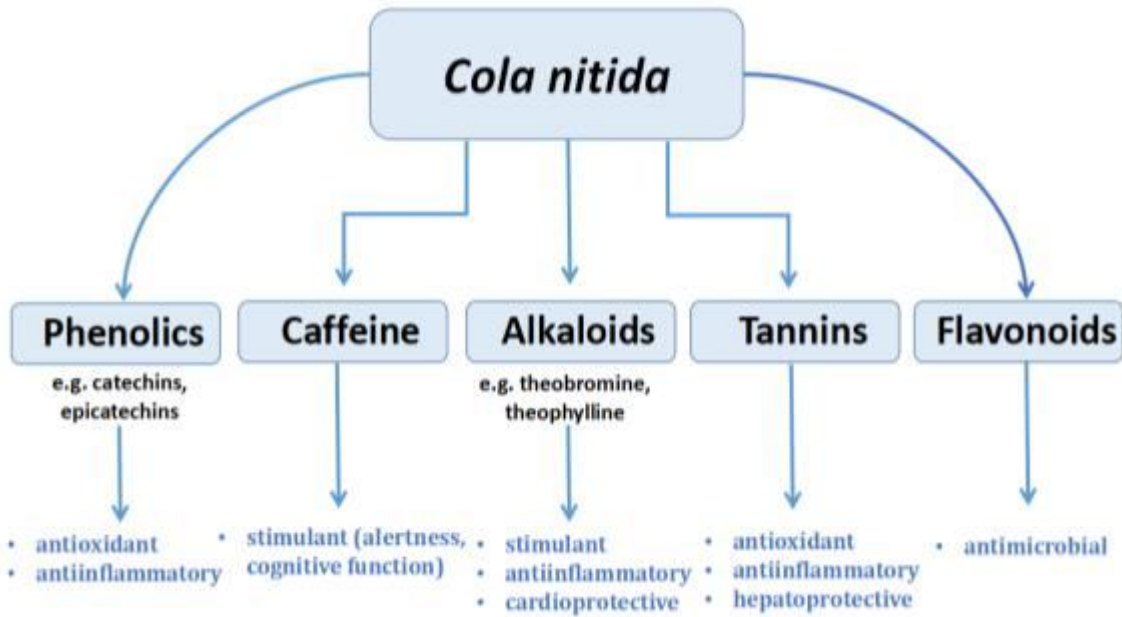 Cola nitida
Phenolics
e.g. catechins,
epicatechins
• antioxidant
• antiinflammatory
Caffeine
• stimulant (alertness,
cognitive function)
Alkaloids
e.g. theobromine,
theophylline
• stimulant
• antiinflammatory
• cardioprotective
Tannins
• antioxidant
• antiinflammatory
• hepatoprotective
Flavonoids
• antimicrobial